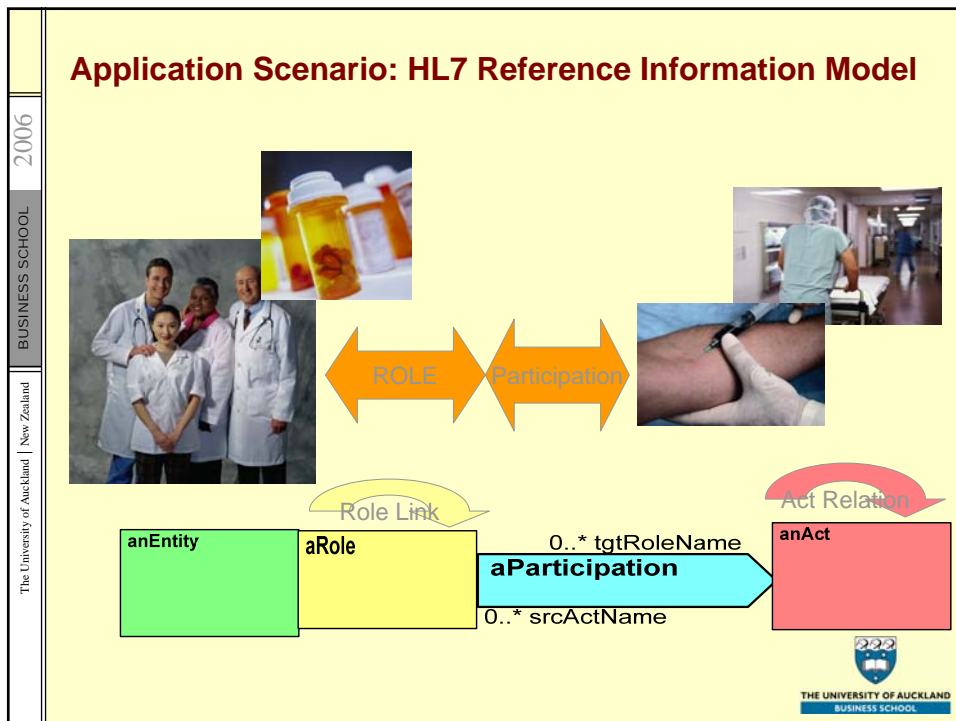 Application Scenario: HL7 Reference Information Model
2006
BUSINESS SCHOOL
The University of Auckland | New Zealand
ROLE
Participation
Role Link
Act Relation
anEntity
aRole
0..* tgtRoleName
aParticipation
0..* srcActName
anAct
THE UNIVERSITY OF AUCKLAND
BUSINESS SCHOOL